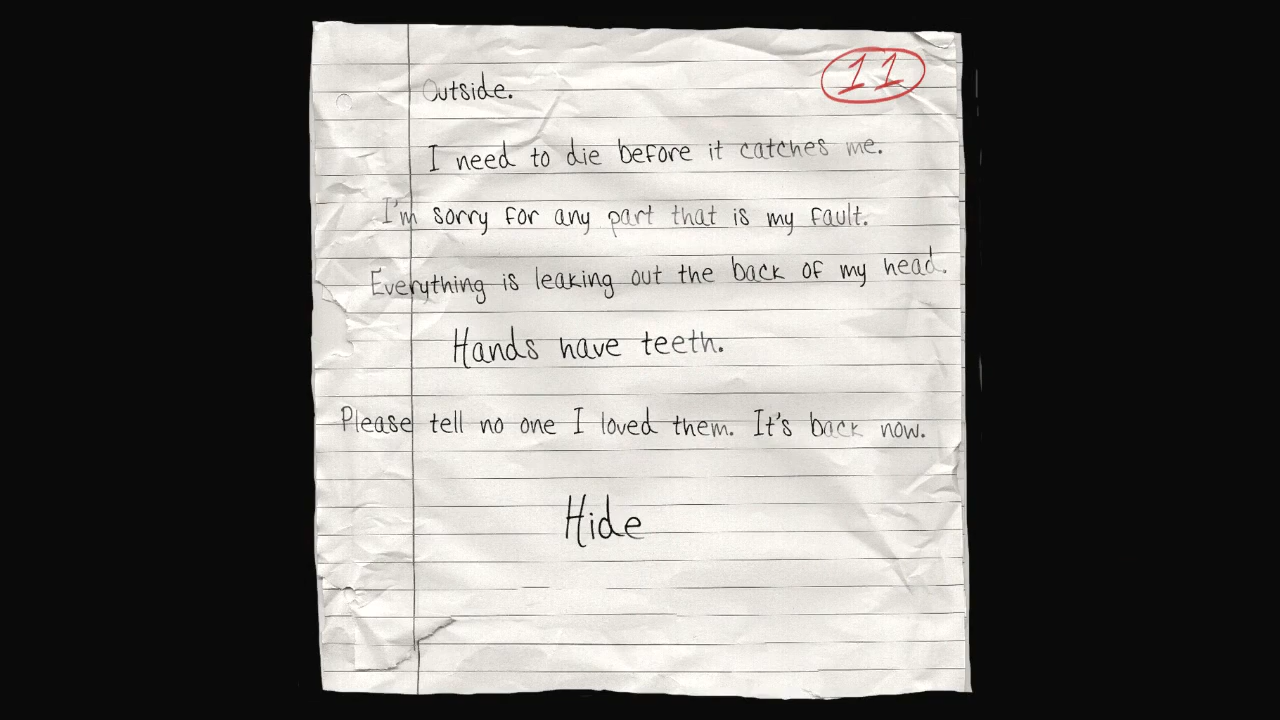 11
Outside.
I need to die before it catches me.
I'm sorry for any part that is my fault.
Everything is leaking out the back of my head.
Hands have teeth.
Please tell no one I loved them. It's back now.
Hide